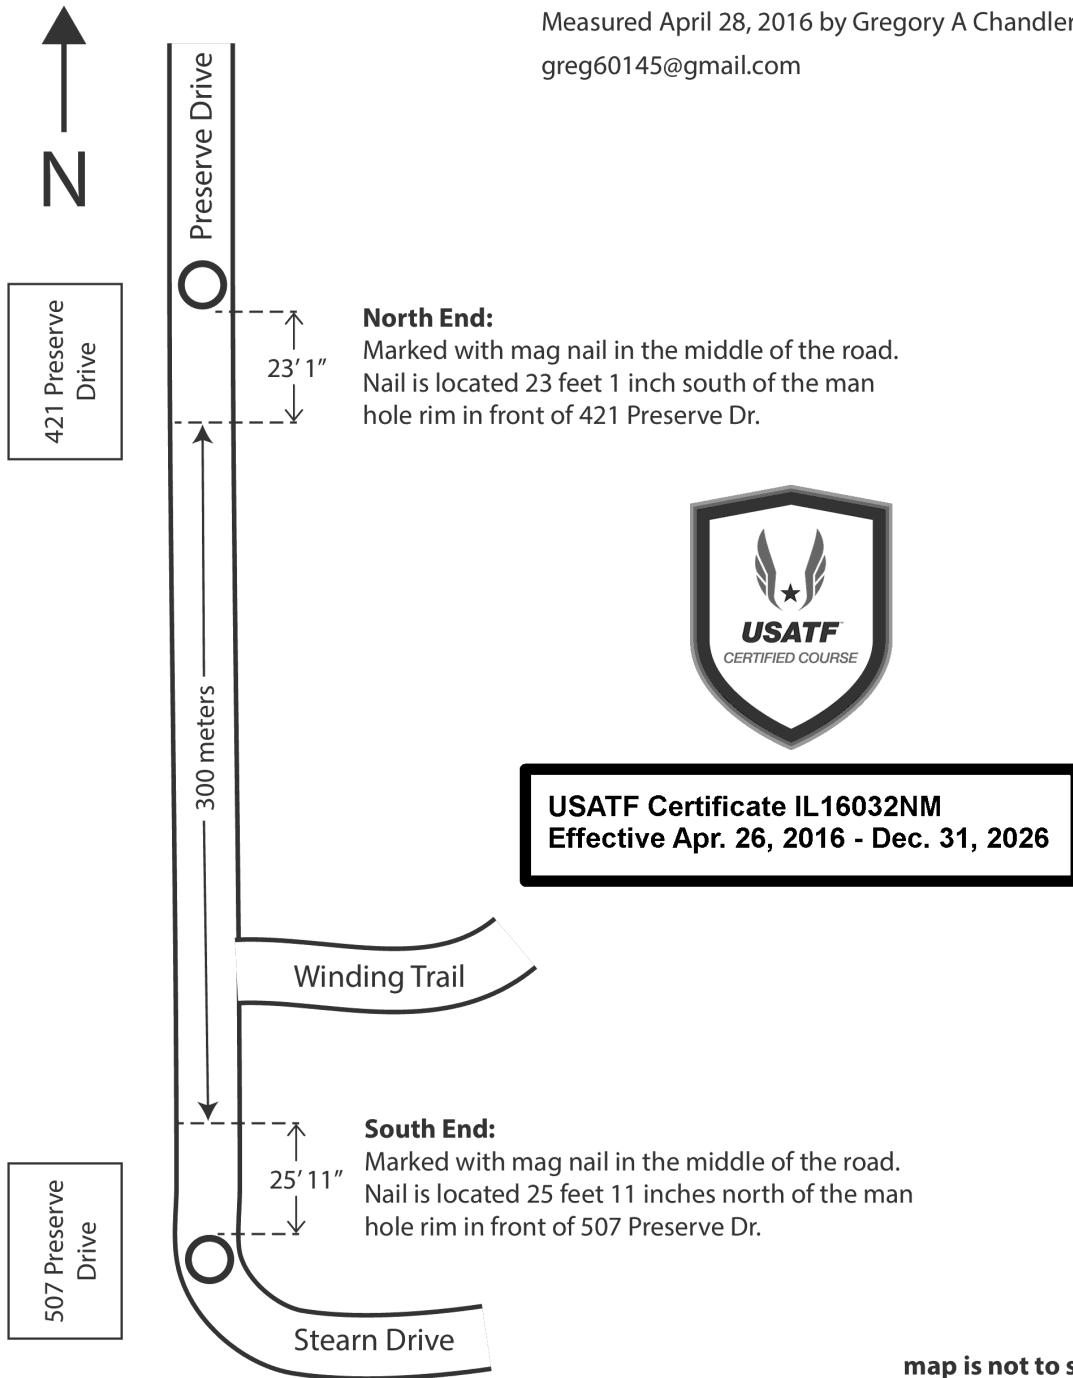 Measured April 28, 2016 by Gregory A Chandler
greg60145@gmail.com
N
Preserve Drive
421 Preserve
Drive
23’ 1”
North End:
Marked with mag nail in the middle of the road.
Nail is located 23 feet 1 inch south of the man
hole rim in front of 421 Preserve Dr.
USATF
CERTIFIED COURSE
300 meters
USATF Certificate IL16032NM
Effective Apr. 26, 2016 - Dec. 31, 2026
Winding Trail
South End:
Marked with mag nail in the middle of the road.
Nail is located 25 feet 11 inches north of the man
hole rim in front of 507 Preserve Dr.
25’ 11”
507 Preserve
Drive
Stearn Drive
map is not to s